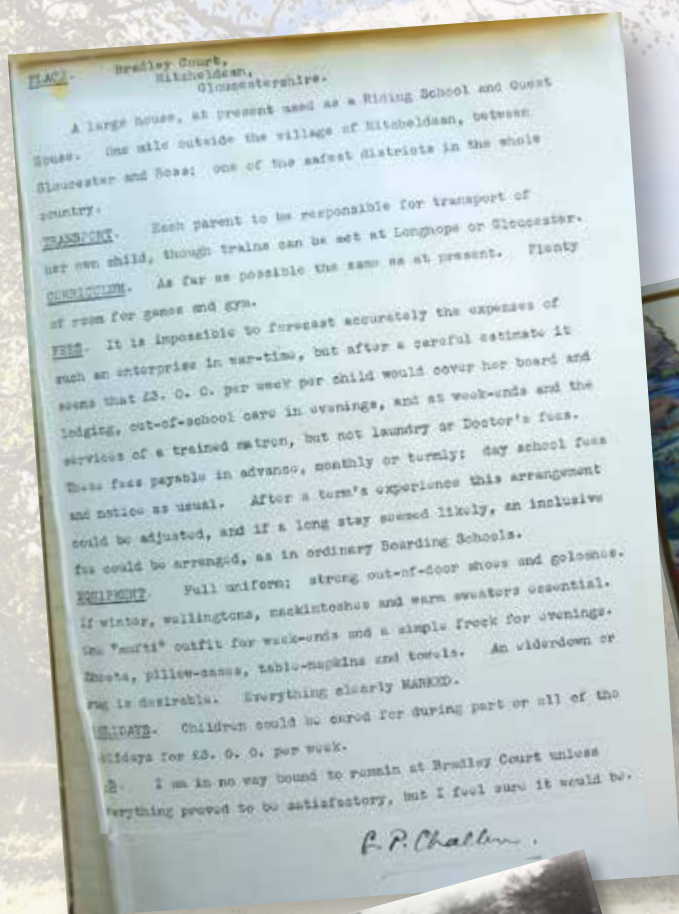 PLACE. Bradley Court,
Mitcheldean,
Gloucestershire.
A large house, at present used as a Riding School and Guest
House. One mile outside the village of Mitcheldean, between
Gloucester and Ross; one of the safest districts in the whole
country.
TRANSPORT. Each parent to be responsible for transport of
her own child, though trains can be met at Longhope or Gloucester.
CURRICULUM. As far as possible the same as at present. Plenty
of room for games and gym.
FEES. It is impossible to forecast accurately the expenses of
such an enterprise in war-time, but after a careful estimate it
seems that £3. 0. 0. per week per child would cover her board and
lodging, out-of-school care in evenings, and at week-ends and the
services of a trained matron, but not laundry or Doctor's fees.
These fees payable in advance, monthly or termly; day school fees
and notice as usual. After a term's experience this arrangement
could be adjusted, and if a long stay seemed likely, an inclusive
fee could be arranged, as in ordinary Boarding Schools.
EQUIPMENT. Full uniform; strong out-of-door shoes and goloshes.
If winter, wellingtons, mackintoshes and warm sweaters essential.
One "mufti" outfit for week-ends and a simple frock for evenings.
Sheets, pillow-cases, table-napkins and towels. An eiderdown or
rug is desirable. Everything clearly MARKED.
HOLIDAYS. Children could be cared for during part or all of the
holidays for £3. 0. 0. per week.
I am in no way bound to remain at Bradley Court unless
everything proved to be satisfactory, but I feel sure it would be.
P. Challen.